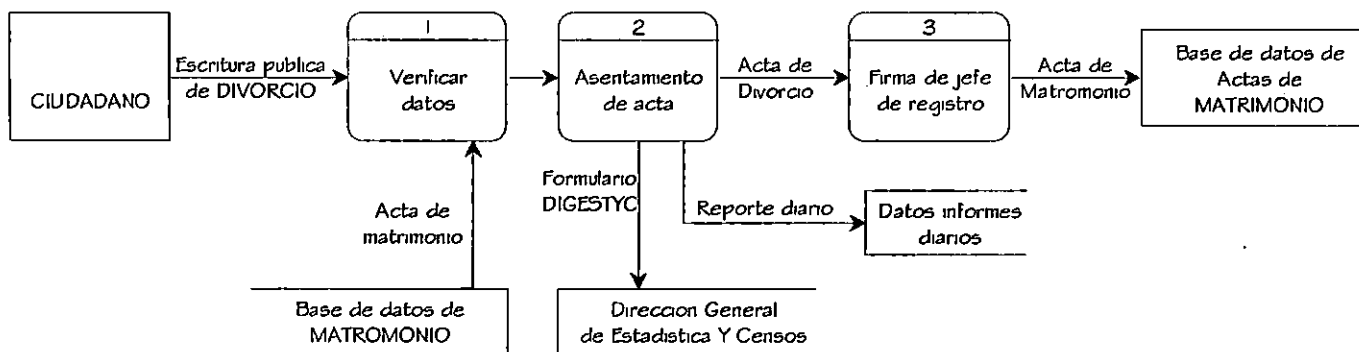 CIUDADANO
Escritura publica
de DIVORCIO
1
Verificar
datos
2
Asentamiento
de acta
Acta de
Divorcio
3
Firma de jefe
de registro
Acta de
Matromonio
Base de datos de
Actas de
MATRIMONIO
Acta de
matrimonio
Base de datos de
MATROMONIO
Formulario
DIGESTYC
Reporte diario
Datos informes
diarios
Direccion General
de Estadistica Y Censos